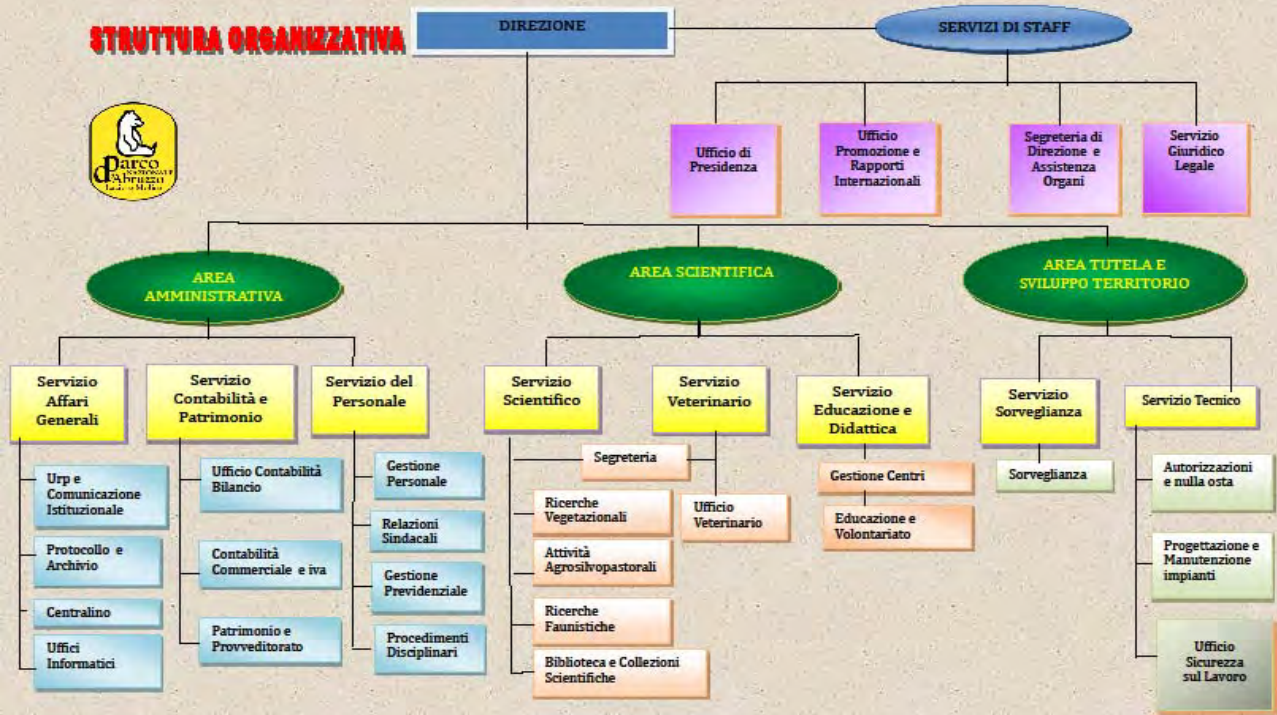 STRUTTURA ORGANIZZATIVA
DIREZIONE
SERVIZI DI STAFF
Parco
NAZIONALE
d'Abruzzo
Lazio e Molise
Ufficio di
Presidenza
Ufficio
Promozione e
Rapporti
Internazionali
Segreteria di
Direzione e
Assistenza
Organi
Servizio
Giuridico
Legale
AREA
AMMINISTRATIVA
AREA SCIENTIFICA
AREA TUTELA E
SVILUPPO TERRITORIO
Servizio
Affari
Generali
Servizio
Contabilità e
Patrimonio
Servizio del
Personale
Servizio
Scientifico
Servizio
Veterinario
Servizio
Educazione e
Didattica
Servizio
Sorveglianza
Servizio Tecnico
Urp e
Comunicazione
Istituzionale
Protocollo e
Archivio
Centralino
Uffici
Informatici
Ufficio Contabilità
Bilancio
Contabilità
Commerciale e iva
Patrimonio e
Provveditorato
Gestione
Personale
Relazioni
Sindacali
Gestione
Previdenziale
Procedimenti
Disciplinari
Segreteria
Ricerche
Vegetazionali
Attività
Agrosilvopastorali
Ricerche
Faunistiche
Biblioteca e Collezioni
Scientifiche
Ufficio
Veterinario
Gestione Centri
Educazione e
Volontariato
Sorveglianza
Autorizzazioni
e nulla osta
Progettazione e
Manutenzione
impianti
Ufficio
Sicurezza
sul Lavoro